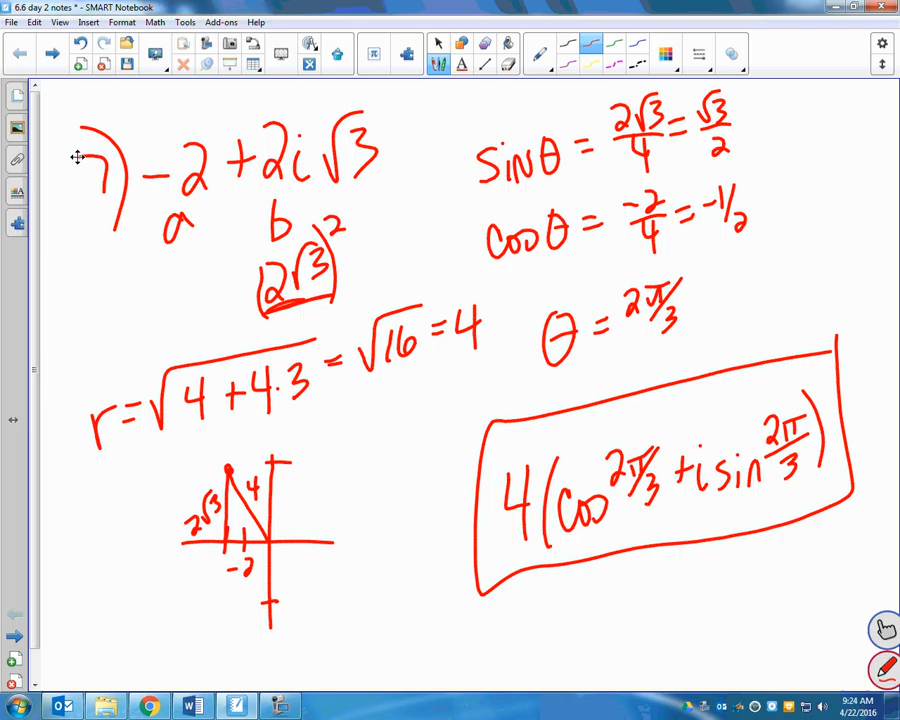 6.6 day 2 notes * - SMART Notebook
File Edit View Insert Format Math Tools Add-ons Help
7) -2 + 2i√3
a b
(2√3)²
r = √4 + 4·3 = √16 = 4
2√3 4
-2
sinθ = 2√3/4 = √3/2
cosθ = -2/4 = -1/2
θ = 2π/3
4(cos 2π/3 + i sin 2π/3)
9:24 AM
4/22/2016